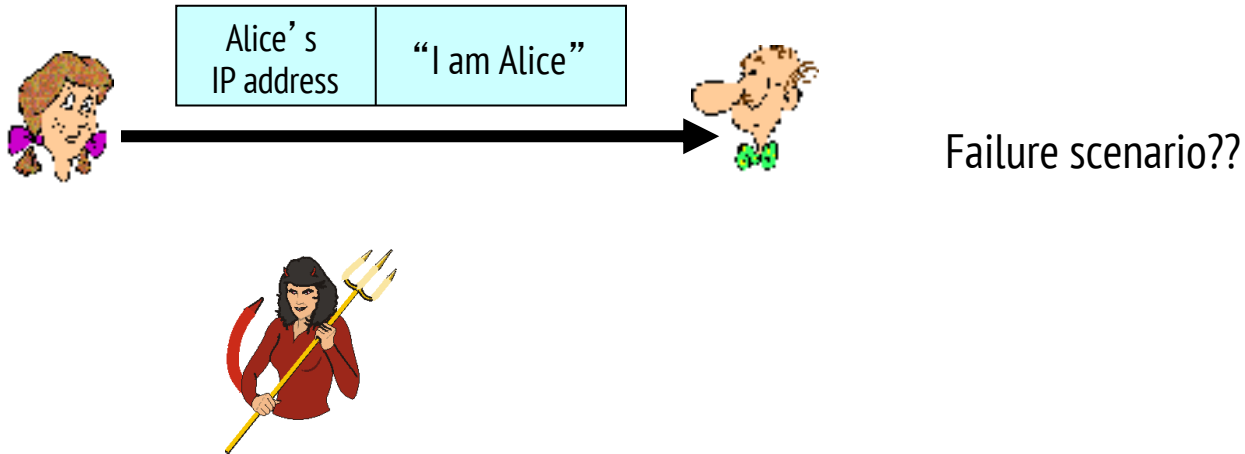 Alice’s
IP address
“I am Alice”
Failure scenario??